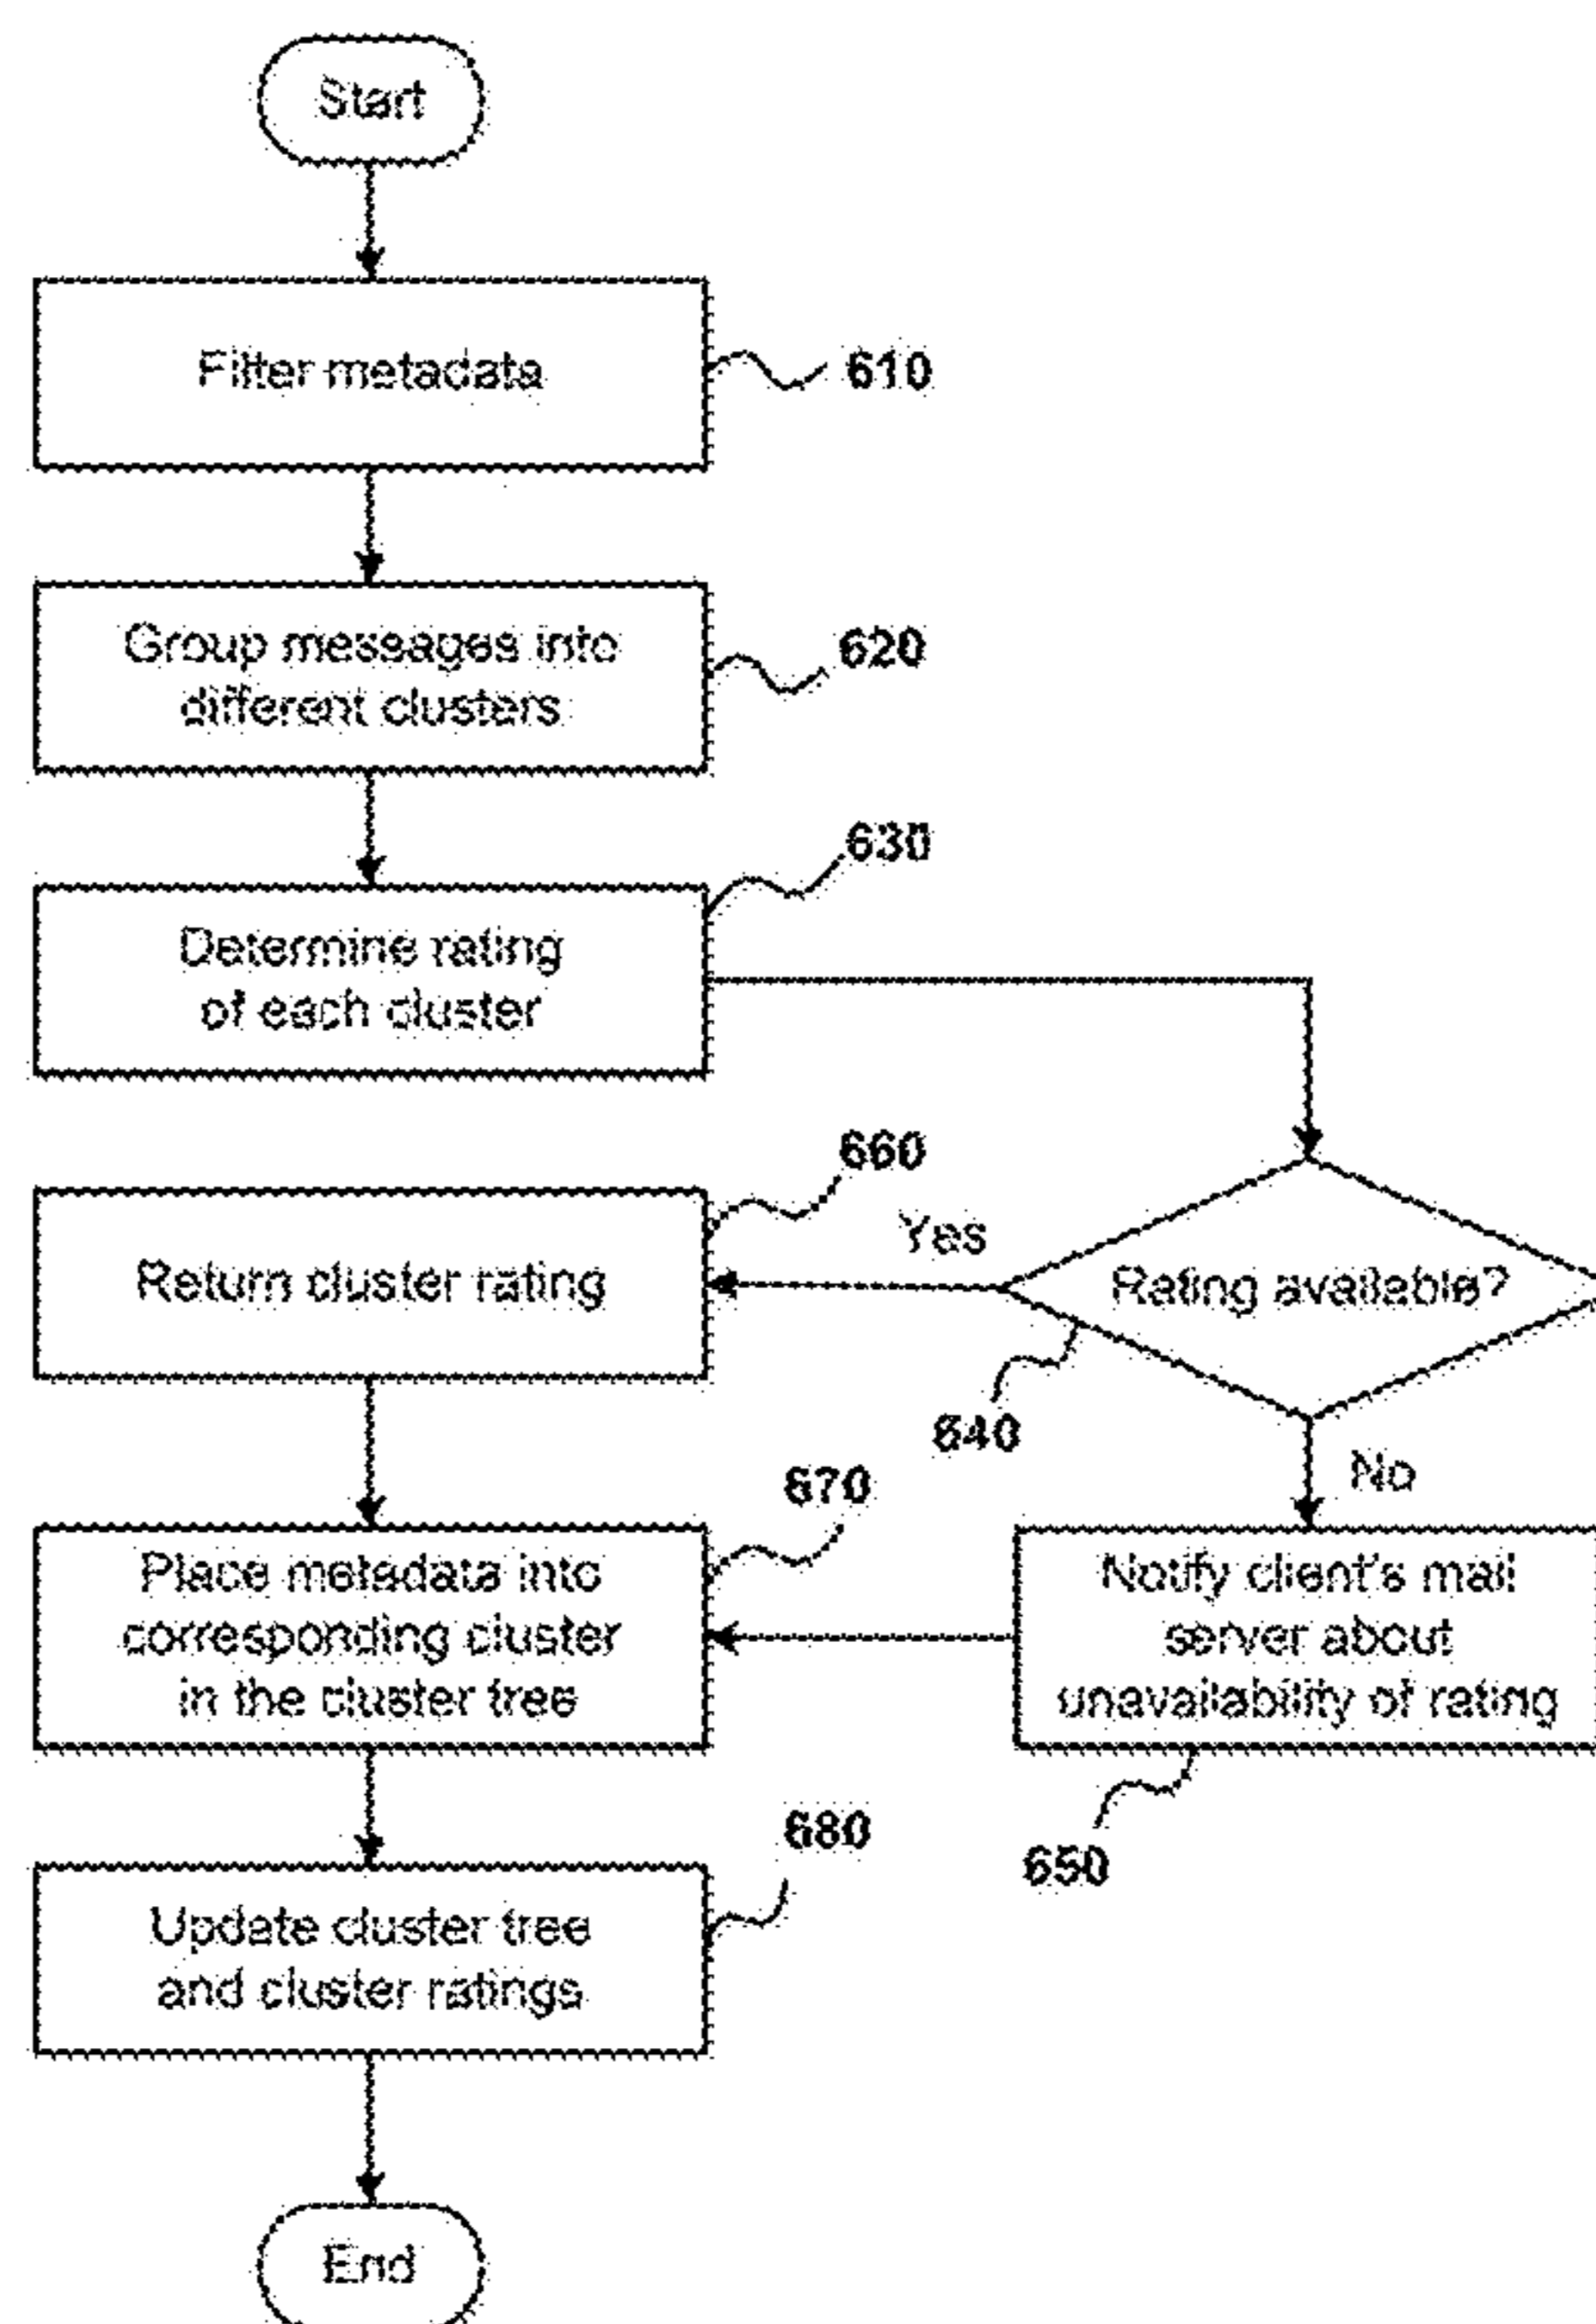 Start
Filter metadata
610
Group messages into
different clusters
620
630
Determine rating
of each cluster
660
Return cluster rating
Yes
Rating available?
640
No
670
Place metadata into
corresponding cluster
in the cluster tree
Notify client's mail
server about
unavailability of rating
650
680
Update cluster tree
and cluster ratings
End